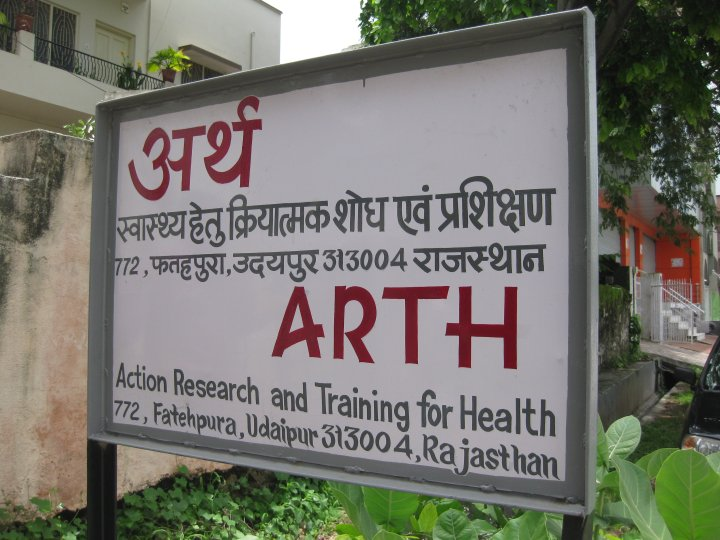 अर्थ
स्वास्थ्य हेतु क्रियात्मक शोध एवं प्रशिक्षण
772, फतहपुरा, उदयपुर 313004 राजस्थान
ARTH
Action Research and Training for Health
772, Fatehpura, Udaipur 313004, Rajasthan